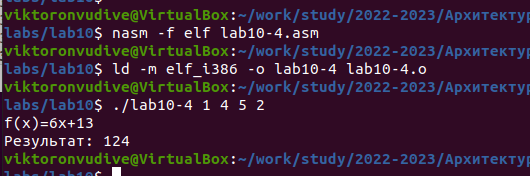 viktoronvudive@VirtualBox:~/work/study/2022-2023/Архитектур
labs/lab10$ nasm -f elf lab10-4.asm
viktoronvudive@VirtualBox:~/work/study/2022-2023/Архитектур
labs/lab10$ ld -m elf_i386 -o lab10-4 lab10-4.o
viktoronvudive@VirtualBox:~/work/study/2022-2023/Архитектур
labs/lab10$ ./lab10-4 1 4 5 2
f(x)=6x+13
Результат: 124
viktoronvudive@VirtualBox:~/work/study/2022-2023/Архитектур
labs/lab10$